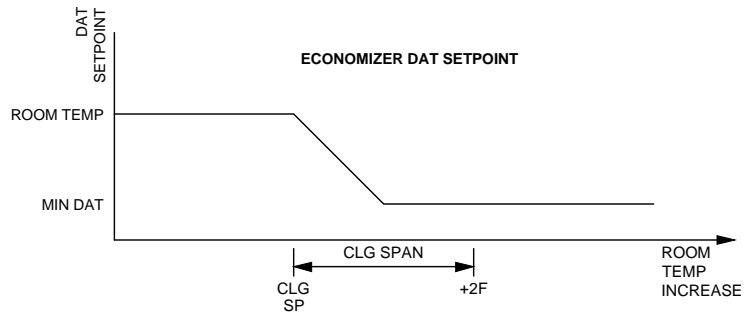 DAT
SETPOINT
ECONOMIZER DAT SETPOINT
ROOM TEMP
MIN DAT
CLG SPAN
CLG
SP
+2F
ROOM
TEMP
INCREASE